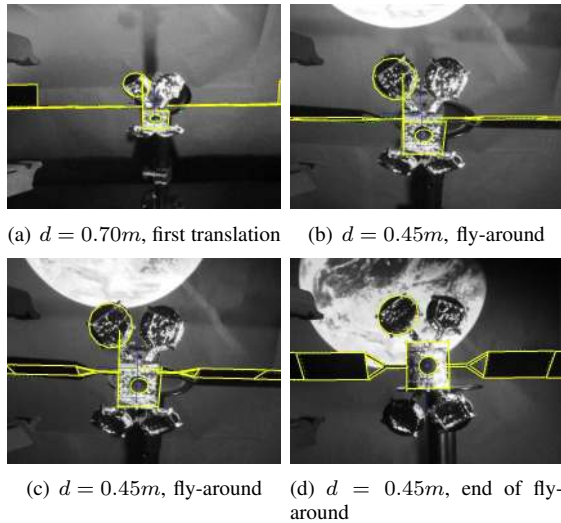 (a) d = 0.70m, first translation
(b) d = 0.45m, fly-around
(c) d = 0.45m, fly-around
(d) d = 0.45m, end of fly-
around